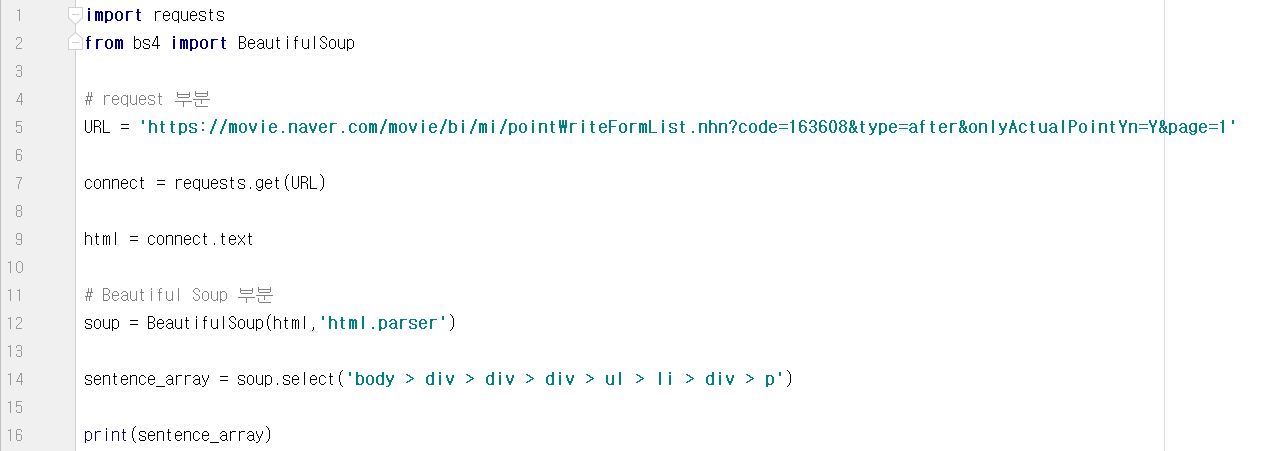 1 import requests
2 from bs4 import BeautifulSoup
3
4 # request 부분
5 URL = 'https://movie.naver.com/movie/bi/mi/pointWriteFormList.nhn?code=163608&type=after&onlyActualPointYn=Y&page=1'
6
7 connect = requests.get(URL)
8
9 html = connect.text
10
11 # Beautiful Soup 부분
12 soup = BeautifulSoup(html,'html.parser')
13
14 sentence_array = soup.select('body > div > div > div > ul > li > div > p')
15
16 print(sentence_array)